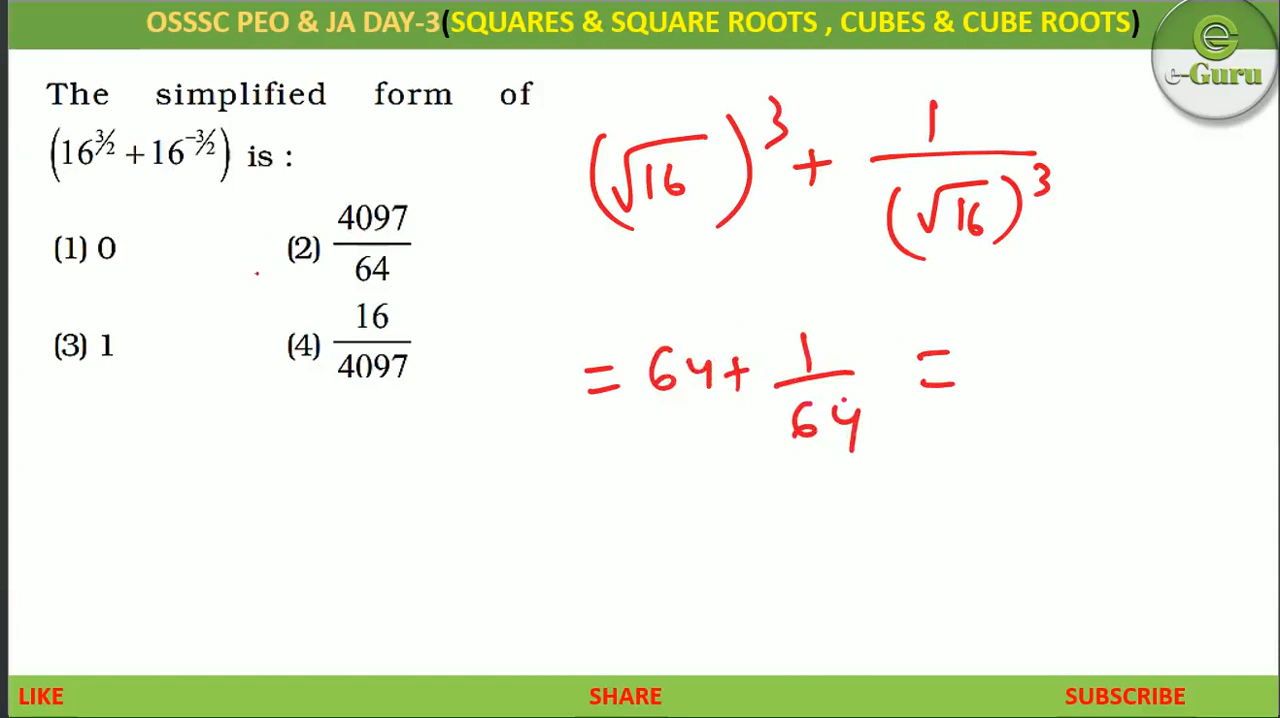 OSSSC PEO & JA DAY-3(SQUARES & SQUARE ROOTS , CUBES & CUBE ROOTS)
e-Guru
The simplified form of
(16^{3/2} + 16^{-3/2}) is :
(1) 0 (2) 4097/64
(3) 1 (4) 16/4097
(√16)^3 + 1/(√16)^3
= 64 + 1/64 =
LIKE SHARE SUBSCRIBE